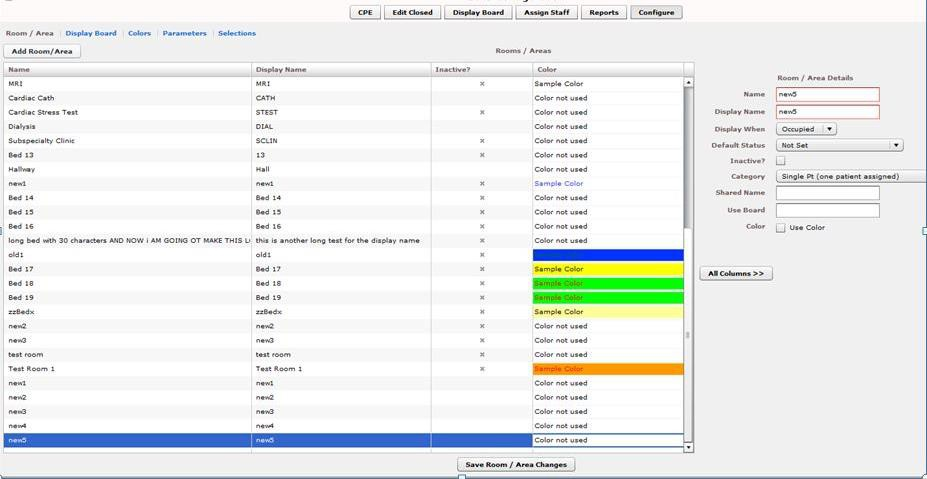 CPE Edit Closed Display Board Assign Staff Reports Configure
Room / Area Display Board Colors Parameters Selections
Add Room/Area
Rooms / Areas
Name Display Name Inactive? Color
MRI MRI x Sample Color
Cardiac Cath CATH Color not used
Cardiac Stress Test STEST x Color not used
Dialysis DIAL Color not used
Subspecialty Clinic SCLIN x Color not used
Bed 13 13 x Color not used
Hallway Hall Color not used
new1 new1 x Sample Color
Bed 14 Bed 14 x Color not used
Bed 15 Bed 15 x Color not used
Bed 16 Bed 16 x Color not used
long bed with 30 characters AND NOW i AM GOING OT MAKE THIS LO this is another long test for the display name x Color not used
old1 old1 x
Bed 17 Bed 17 x Sample Color
Bed 18 Bed 18 x Sample Color
Bed 19 Bed 19 x Sample Color
zzBedx zzBedx x Sample Color
new2 new2 x Color not used
new3 new3 x Color not used
test room test room x Color not used
Test Room 1 Test Room 1 x Sample Color
new1 new1 Color not used
new2 new2 Color not used
new3 new3 Color not used
new4 new4 Color not used
new5 new5 Color not used
Save Room / Area Changes
Room / Area Details
Name new5
Display Name new5
Display When Occupied
Default Status Not Set
Inactive?
Category Single Pt (one patient assigned)
Shared Name
Use Board
Color Use Color
All Columns >>